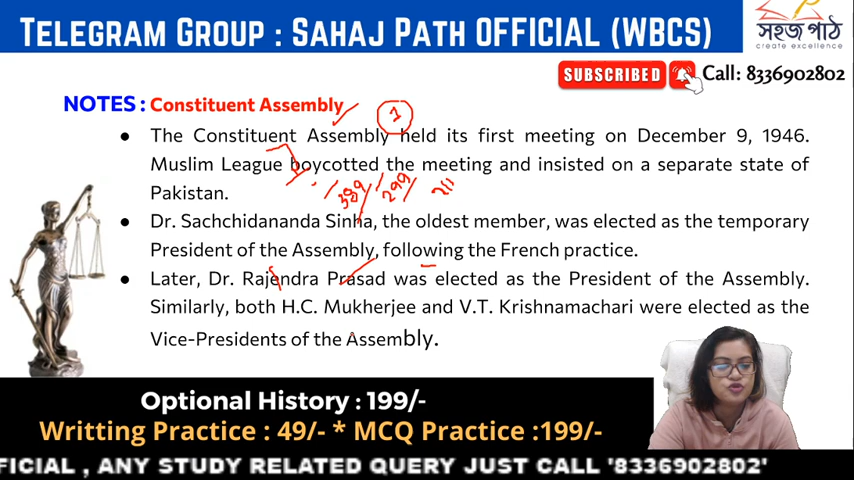 TELEGRAM GROUP : SAHAJ PATH OFFICIAL (WBCS)
সহজ পাঠ
create excellence
SUBSCRIBED
Call: 8336902802
NOTES : Constituent Assembly
1
• The Constituent Assembly held its first meeting on December 9, 1946.
Muslim League boycotted the meeting and insisted on a separate state of
Pakistan.
389 299 211
• Dr. Sachchidananda Sinha, the oldest member, was elected as the temporary
President of the Assembly, following the French practice.
• Later, Dr. Rajendra Prasad was elected as the President of the Assembly.
Similarly, both H.C. Mukherjee and V.T. Krishnamachari were elected as the
Vice-Presidents of the Assembly.
Optional History : 199/-
Writting Practice : 49/- * MCQ Practice :199/-
FICIAL , ANY STUDY RELATED QUERY JUST CALL '8336902802'